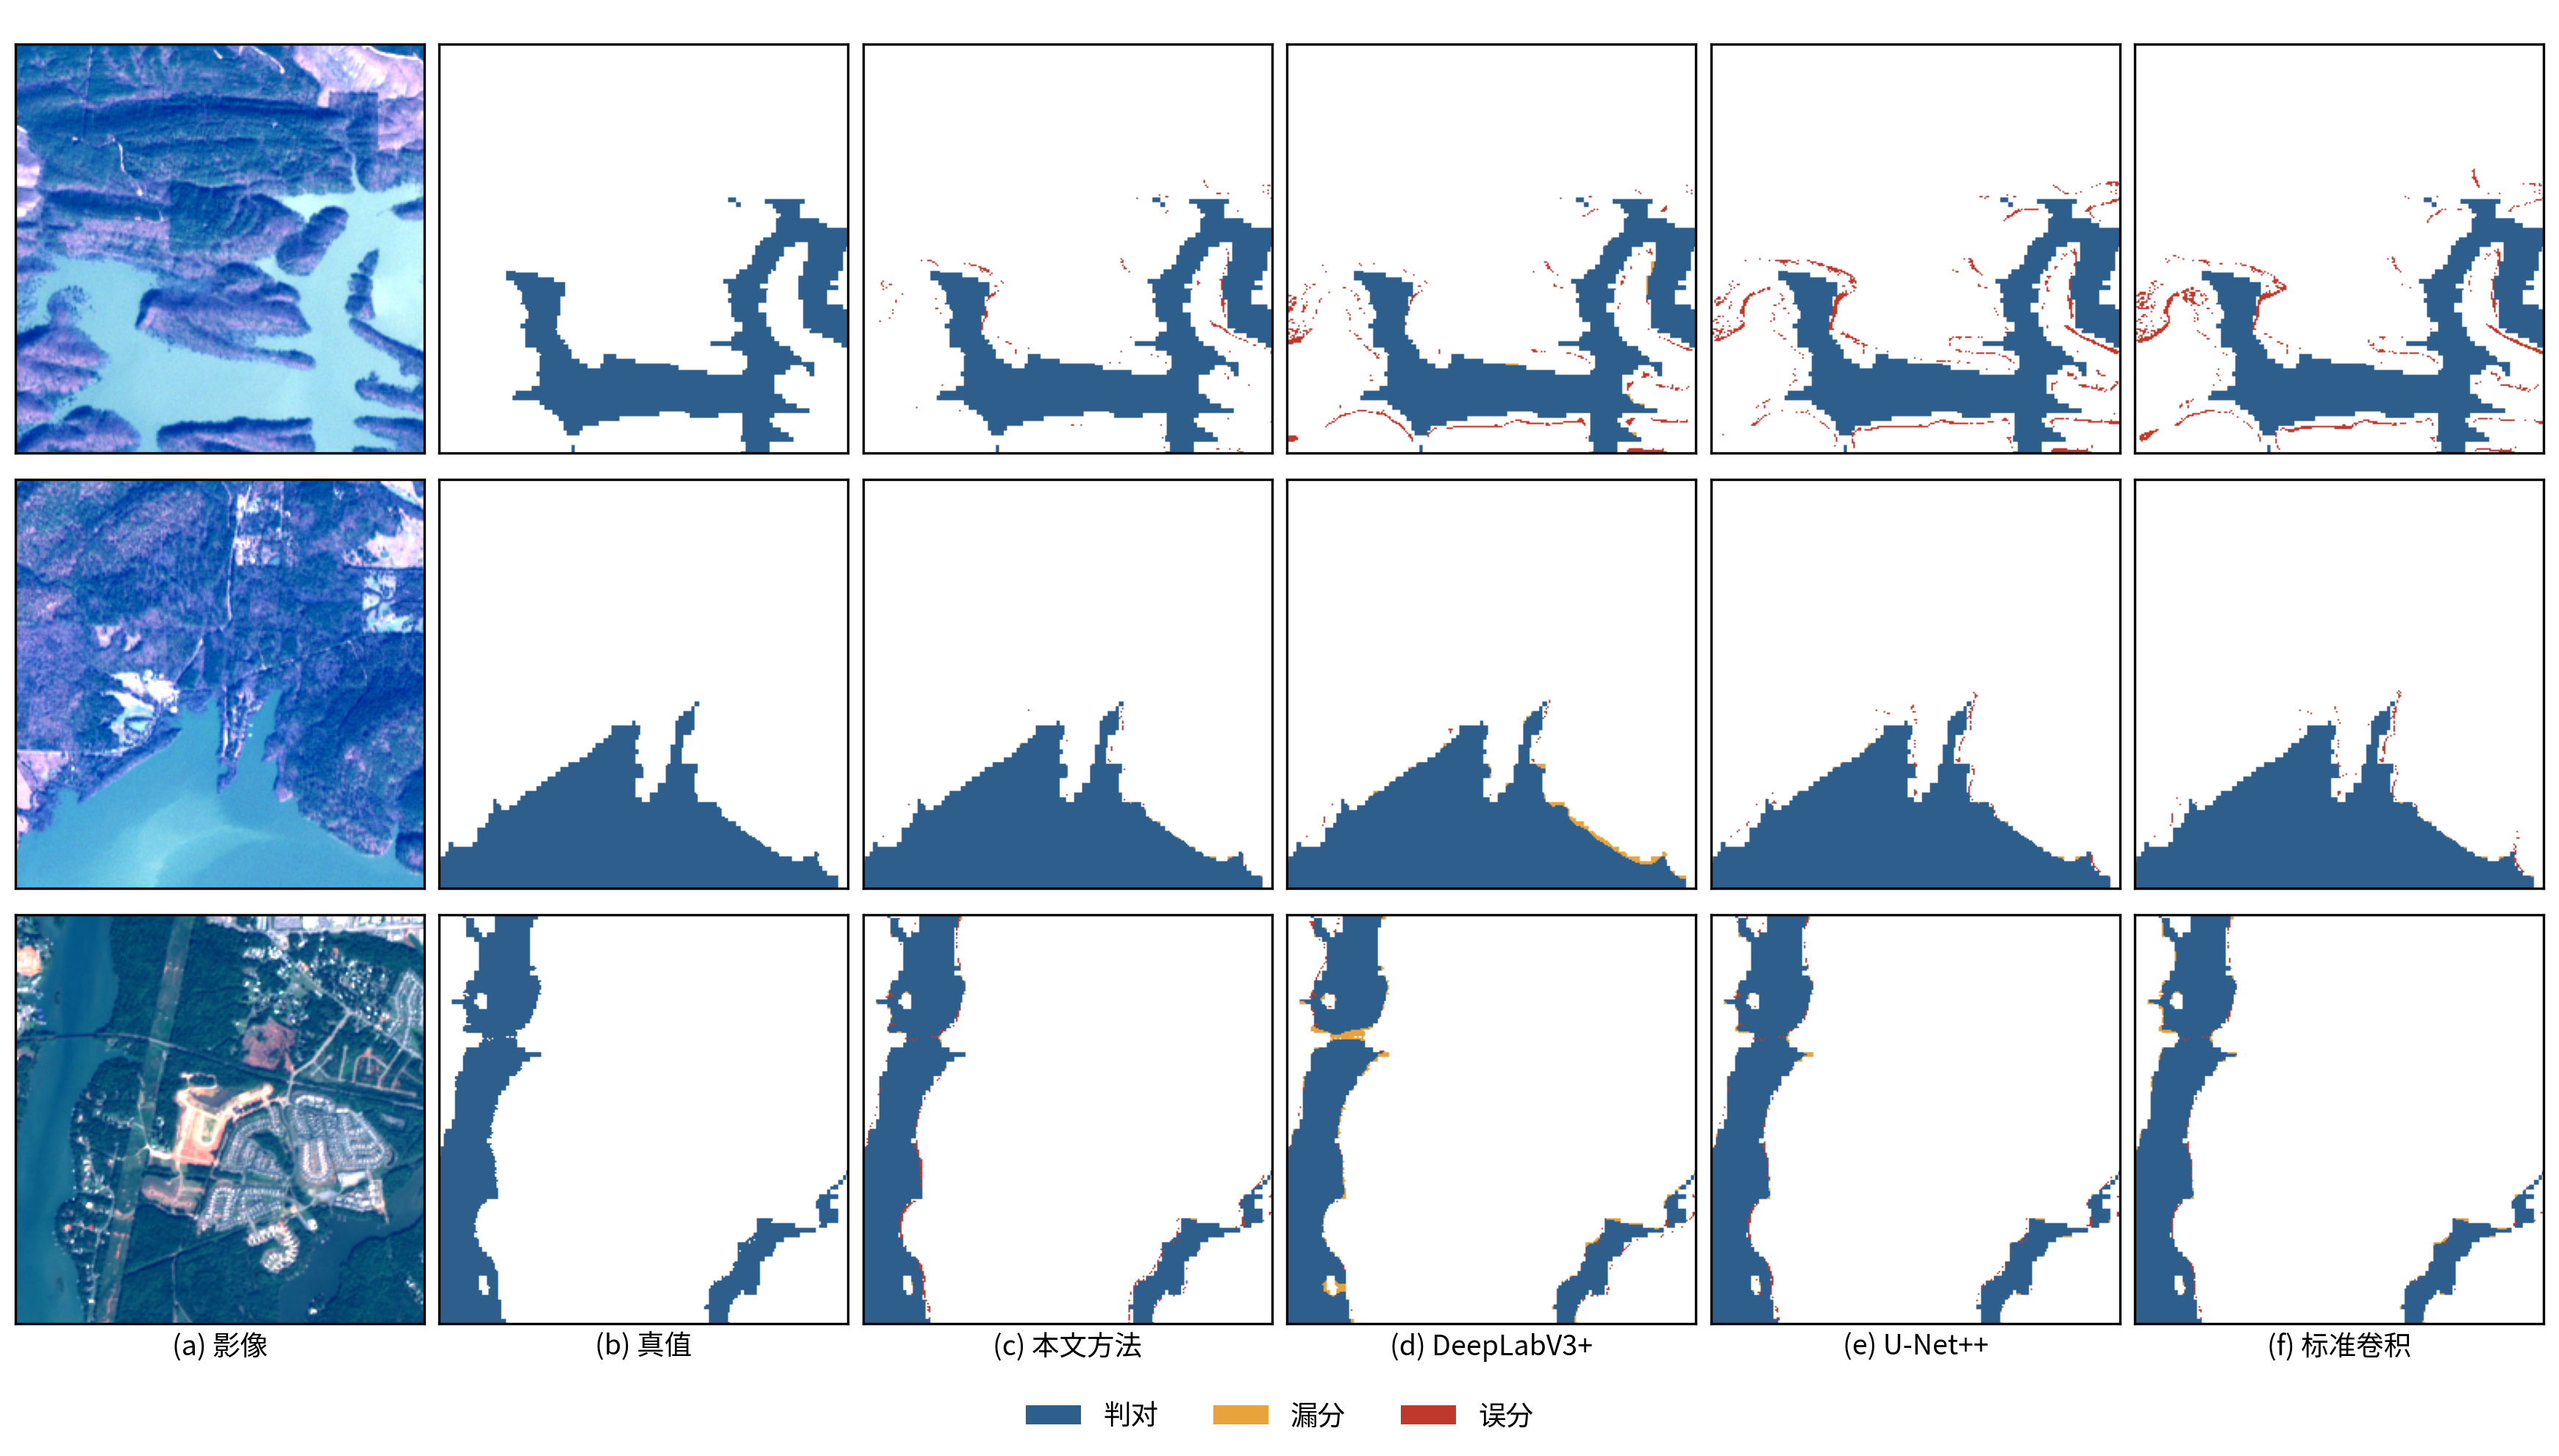 (a) 影像
(b) 真值
(c) 本文方法
(d) DeepLabV3+
(e) U-Net++
(f) 标准卷积
判对
漏分
误分